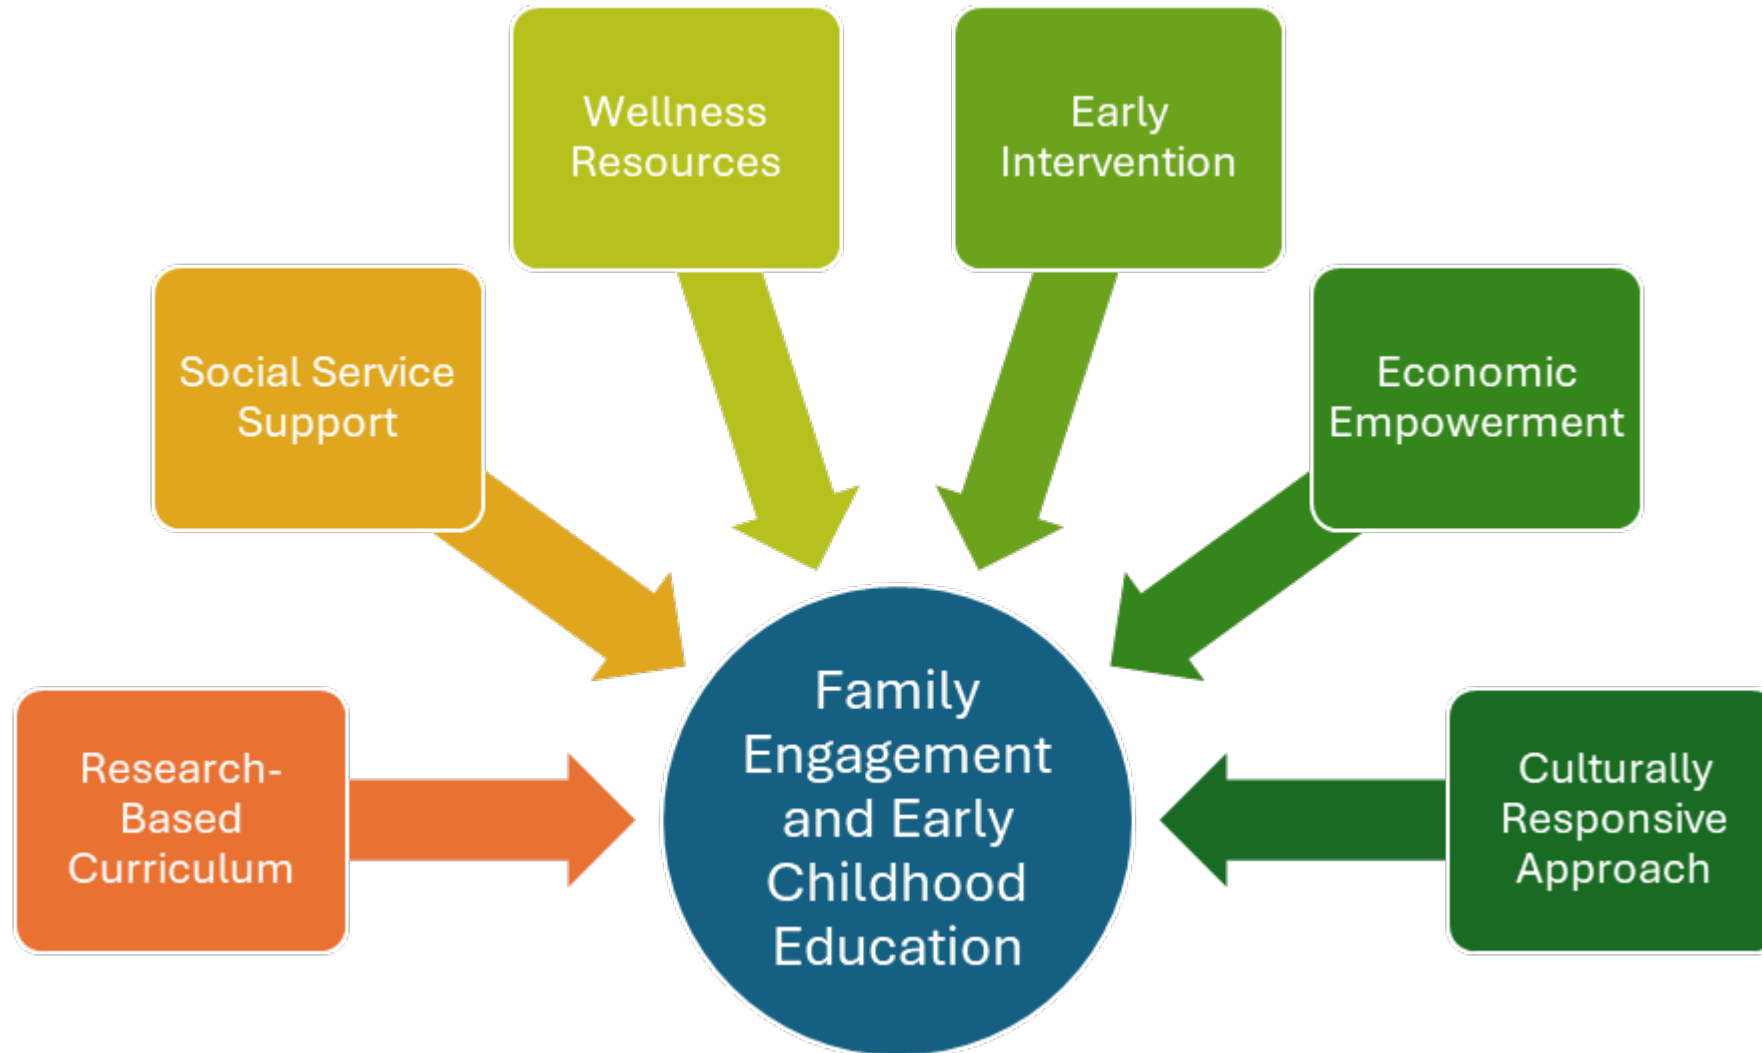 Wellness
Resources
Early
Intervention
Social Service
Support
Economic
Empowerment
Research-
Based
Curriculum
Family
Engagement
and Early
Childhood
Education
Culturally
Responsive
Approach